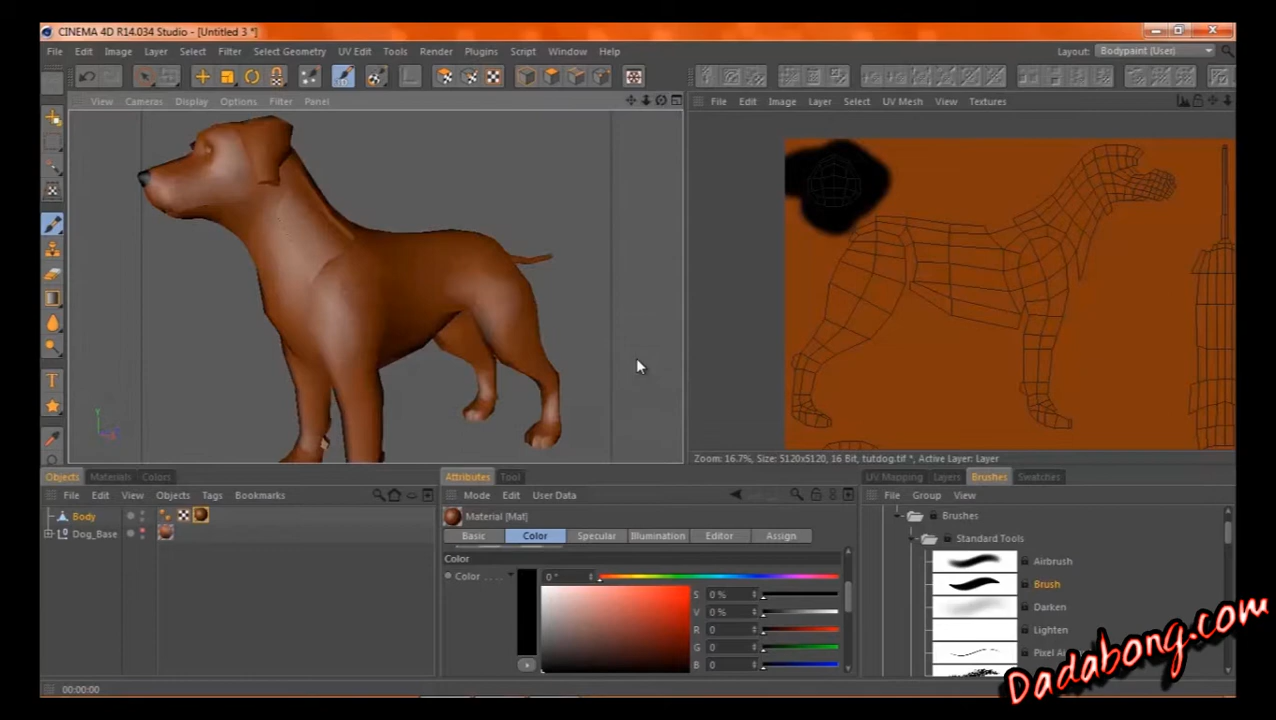 CINEMA 4D R14.034 Studio - [Untitled 3 *]
File Edit Image Layer Select Filter Select Geometry UV Edit Tools Render Plugins Script Window Help Layout: Bodypaint (User)
View Cameras Display Options Filter Panel
File Edit Image Layer Select UV Mesh View Textures
3D
Y
Zoom: 16.7%, Size: 5120x5120, 16 Bit, tutdog.tif *, Active Layer: Layer
Objects Materials Colors
File Edit View Objects Tags Bookmarks
Body
Dog_Base
Attributes Tool
Mode Edit User Data
Material [Mat]
Basic Color Specular Illumination Editor Assign
Color
Color . . . . 0 °
S 0 %
V 0 %
R 0
G 0
B 0
UV Mapping Layers Brushes Swatches
File Group View
Brushes
Standard Tools
Airbrush
Brush
Darken
Lighten
00:00:00
Dadabong.com